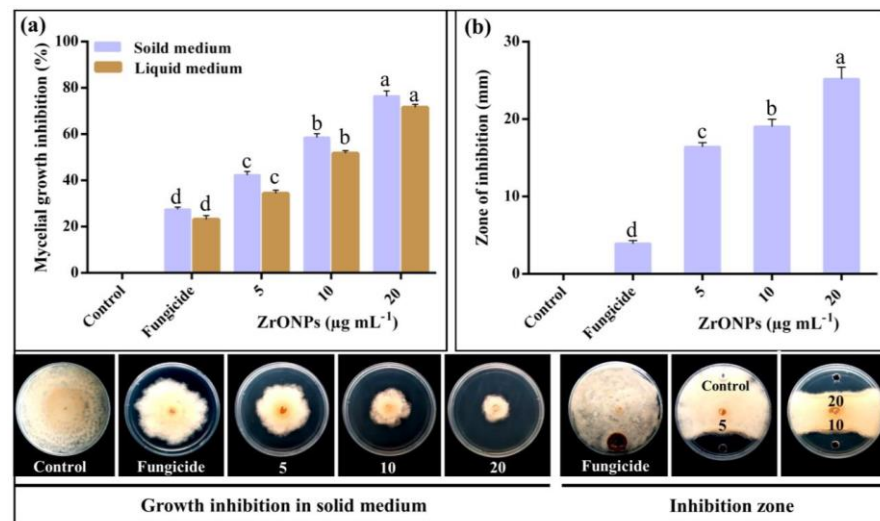 (a)
Mycelial growth inhibition (%)
100
80
60
40
20
0
Soild medium
Liquid medium
d
d
c
c
b
b
a
a
Control
Fungicide
5
10
20
ZrONPs (µg mL⁻¹)
(b)
Zone of inhibition (mm)
30
20
10
0
d
c
b
a
Control
Fungicide
5
10
20
ZrONPs (µg mL⁻¹)
Control
Fungicide
5
10
20
Fungicide
Control
5
20
10
Growth inhibition in solid medium
Inhibition zone